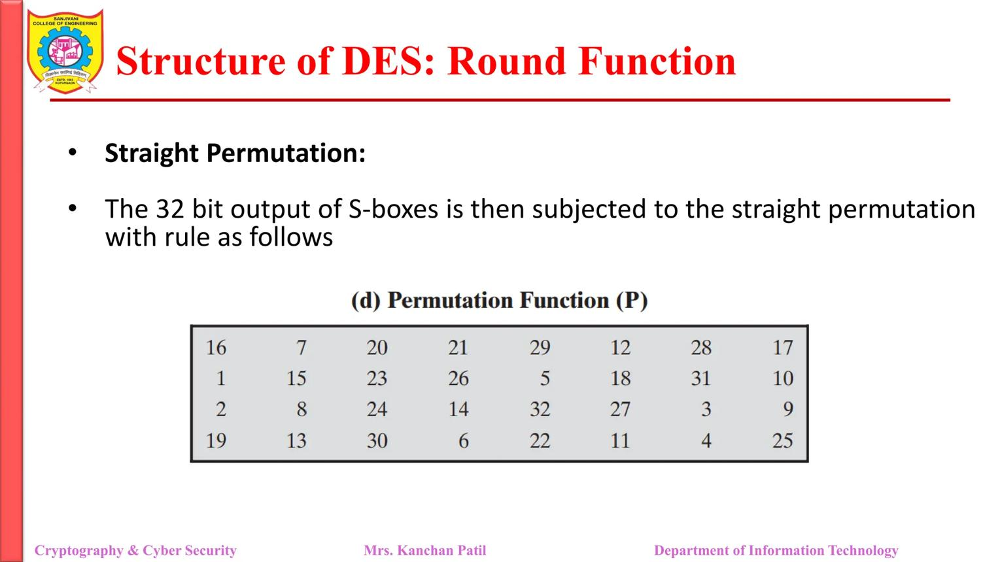 SANJIVANI
COLLEGE OF ENGINEERING
ESTD. 1983
KOPARGAON
Structure of DES: Round Function
• Straight Permutation:
• The 32 bit output of S-boxes is then subjected to the straight permutation
with rule as follows
(d) Permutation Function (P)
16 7 20 21 29 12 28 17
1 15 23 26 5 18 31 10
2 8 24 14 32 27 3 9
19 13 30 6 22 11 4 25
Cryptography & Cyber Security Mrs. Kanchan Patil Department of Information Technology